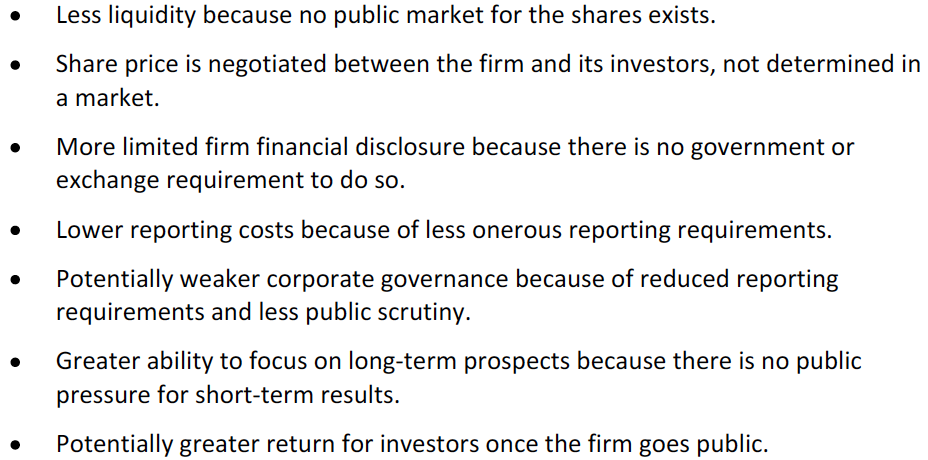 • Less liquidity because no public market for the shares exists.
• Share price is negotiated between the firm and its investors, not determined in
a market.
• More limited firm financial disclosure because there is no government or
exchange requirement to do so.
• Lower reporting costs because of less onerous reporting requirements.
• Potentially weaker corporate governance because of reduced reporting
requirements and less public scrutiny.
• Greater ability to focus on long-term prospects because there is no public
pressure for short-term results.
• Potentially greater return for investors once the firm goes public.